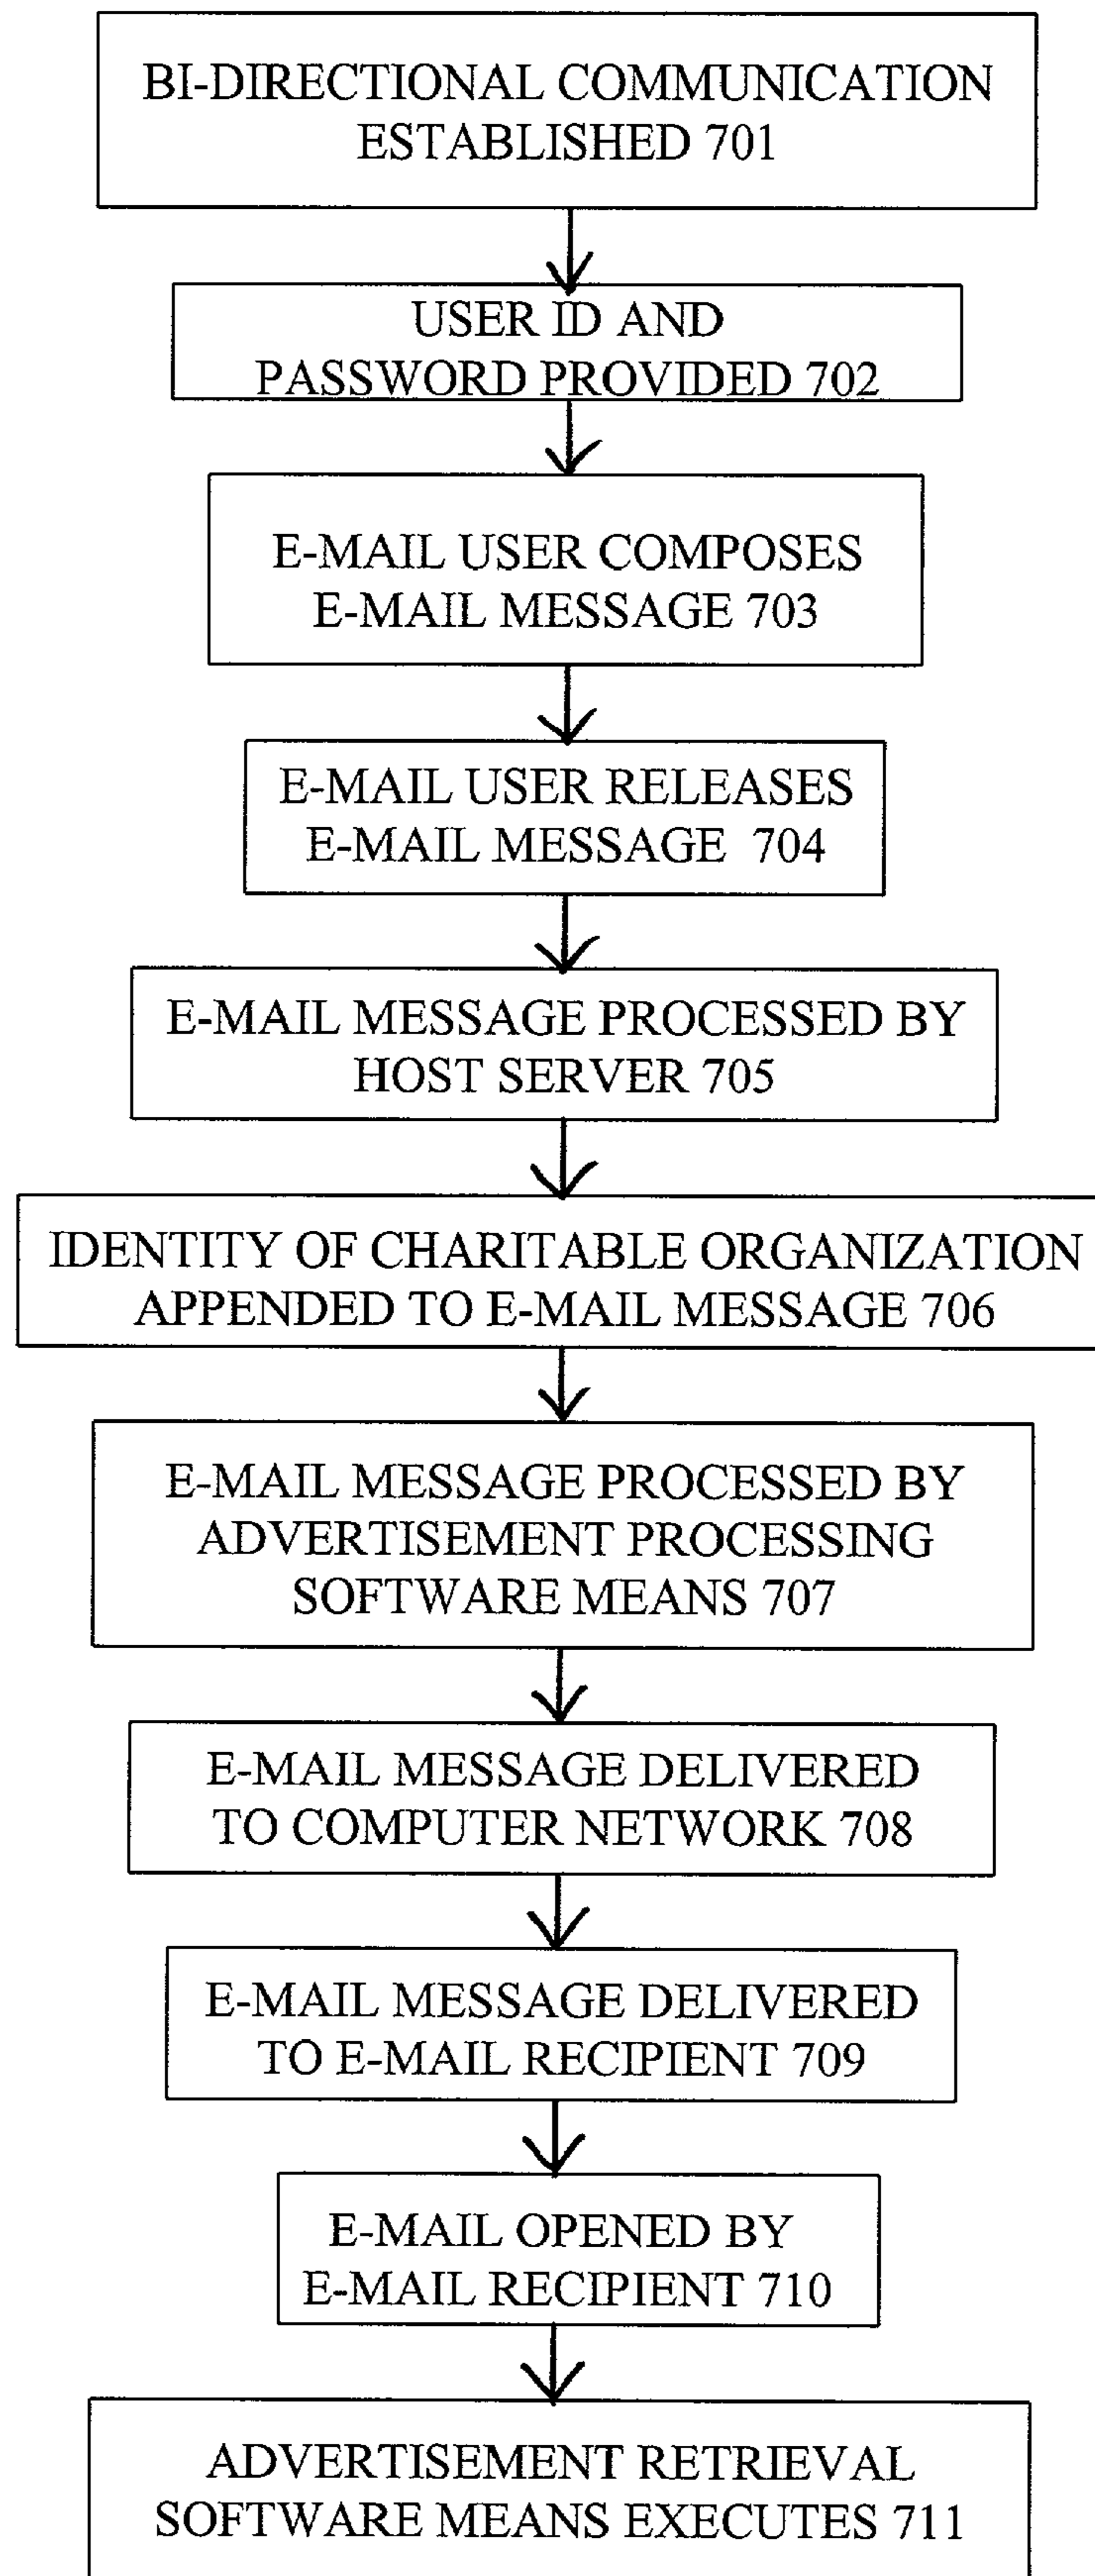 BI-DIRECTIONAL COMMUNICATION
ESTABLISHED 701
USER ID AND
PASSWORD PROVIDED 702
E-MAIL USER COMPOSES
E-MAIL MESSAGE 703
E-MAIL USER RELEASES
E-MAIL MESSAGE 704
E-MAIL MESSAGE PROCESSED BY
HOST SERVER 705
IDENTITY OF CHARITABLE ORGANIZATION
APPENDED TO E-MAIL MESSAGE 706
E-MAIL MESSAGE PROCESSED BY
ADVERTISEMENT PROCESSING
SOFTWARE MEANS 707
E-MAIL MESSAGE DELIVERED
TO COMPUTER NETWORK 708
E-MAIL MESSAGE DELIVERED
TO E-MAIL RECIPIENT 709
E-MAIL OPENED BY
E-MAIL RECIPIENT 710
ADVERTISEMENT RETRIEVAL
SOFTWARE MEANS EXECUTES 711